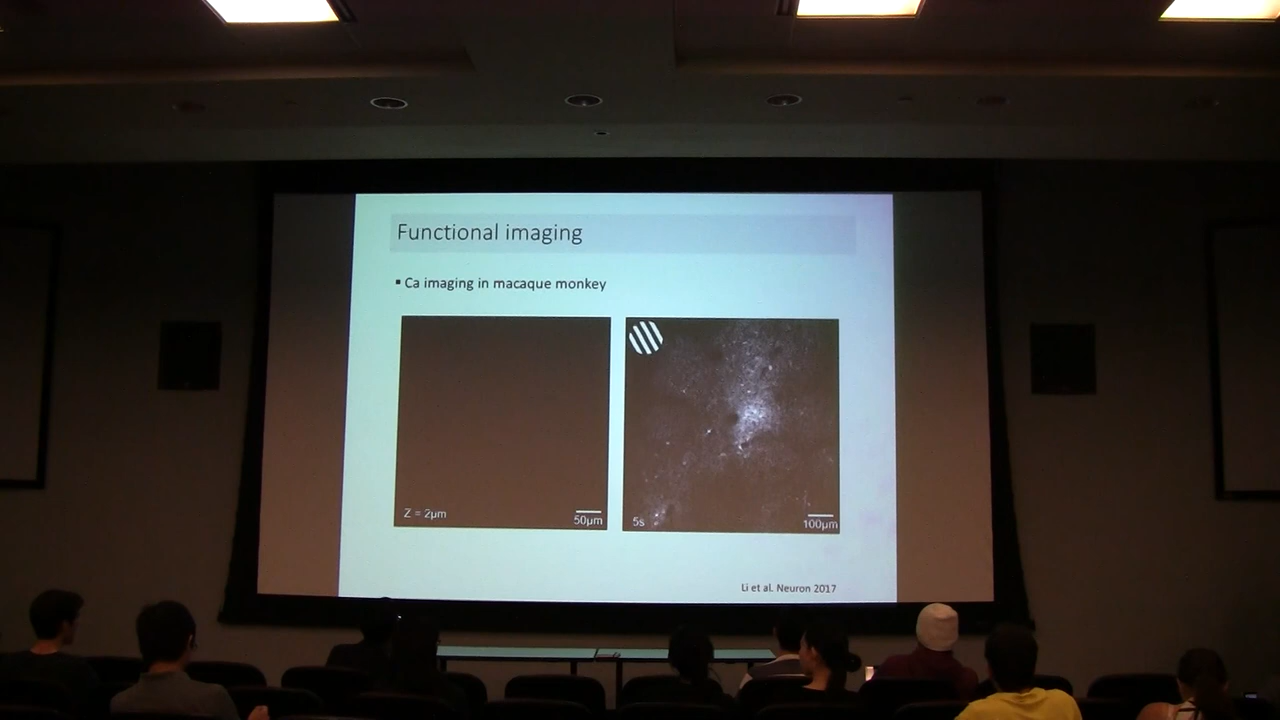 Functional imaging
▪ Ca imaging in macaque monkey
Z = 2µm
50µm
5s
100µm
Li et al. Neuron 2017